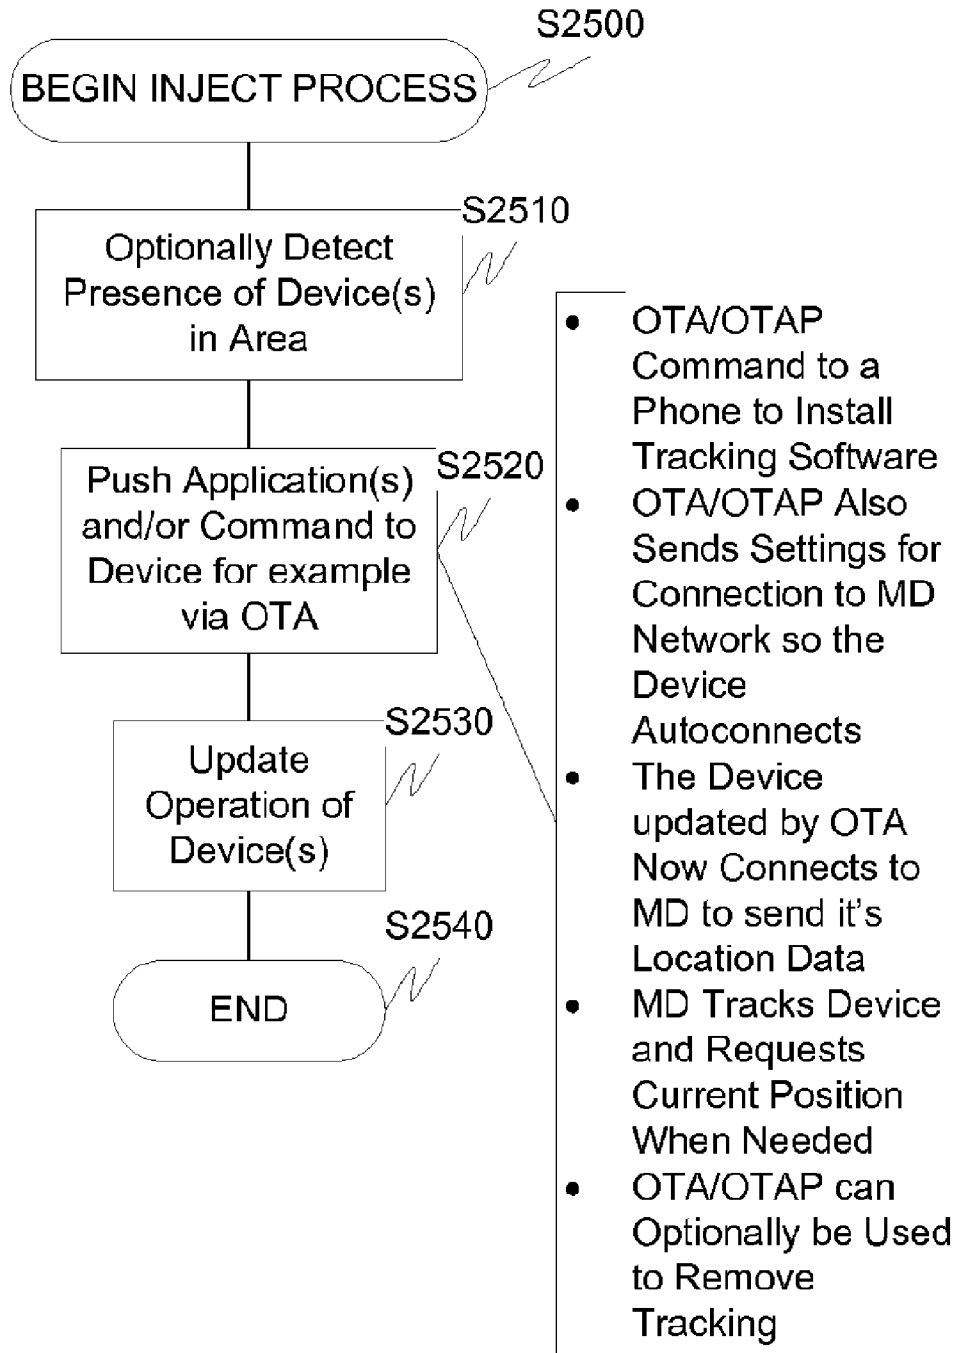 S2500
BEGIN INJECT PROCESS
S2510
Optionally Detect
Presence of Device(s)
in Area
S2520
Push Application(s)
and/or Command to
Device for example
via OTA
S2530
Update
Operation of
Device(s)
S2540
END
• OTA/OTAP
Command to a
Phone to Install
Tracking Software
• OTA/OTAP Also
Sends Settings for
Connection to MD
Network so the
Device
Autoconnects
• The Device
updated by OTA
Now Connects to
MD to send it's
Location Data
• MD Tracks Device
and Requests
Current Position
When Needed
• OTA/OTAP can
Optionally be Used
to Remove
Tracking